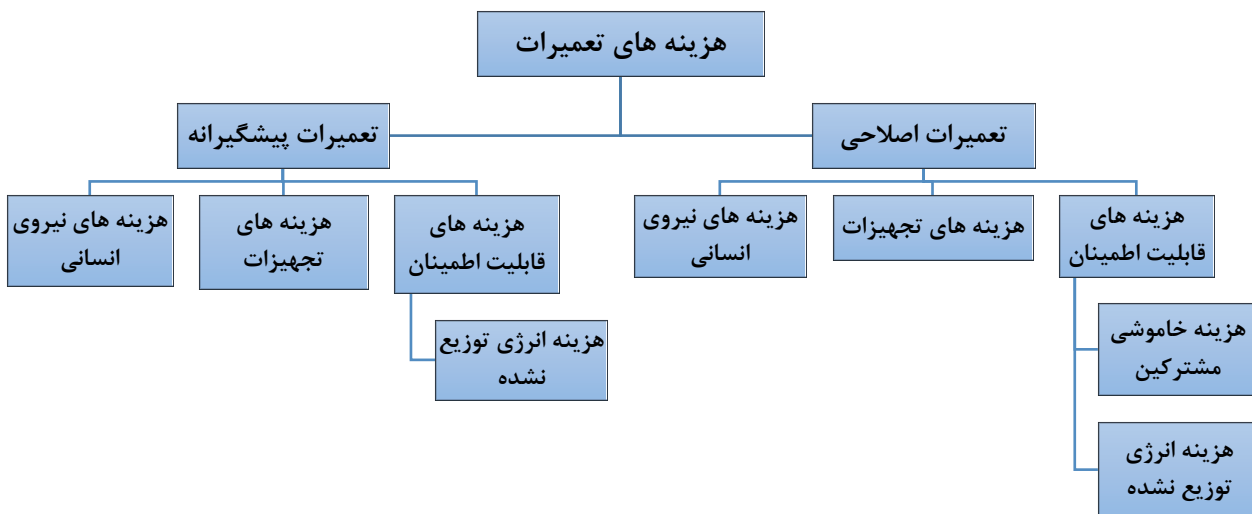 هزینه های تعمیرات
تعمیرات اصلاحی
تعمیرات پیشگیرانه
هزینه های
قابلیت اطمینان
هزینه های تجهیزات
هزینه های نیروی
انسانی
هزینه های
قابلیت اطمینان
هزینه های
تجهیزات
هزینه های نیروی
انسانی
هزینه خاموشی
مشترکین
هزینه انرژی
توزیع نشده
هزینه انرژی توزیع
نشده